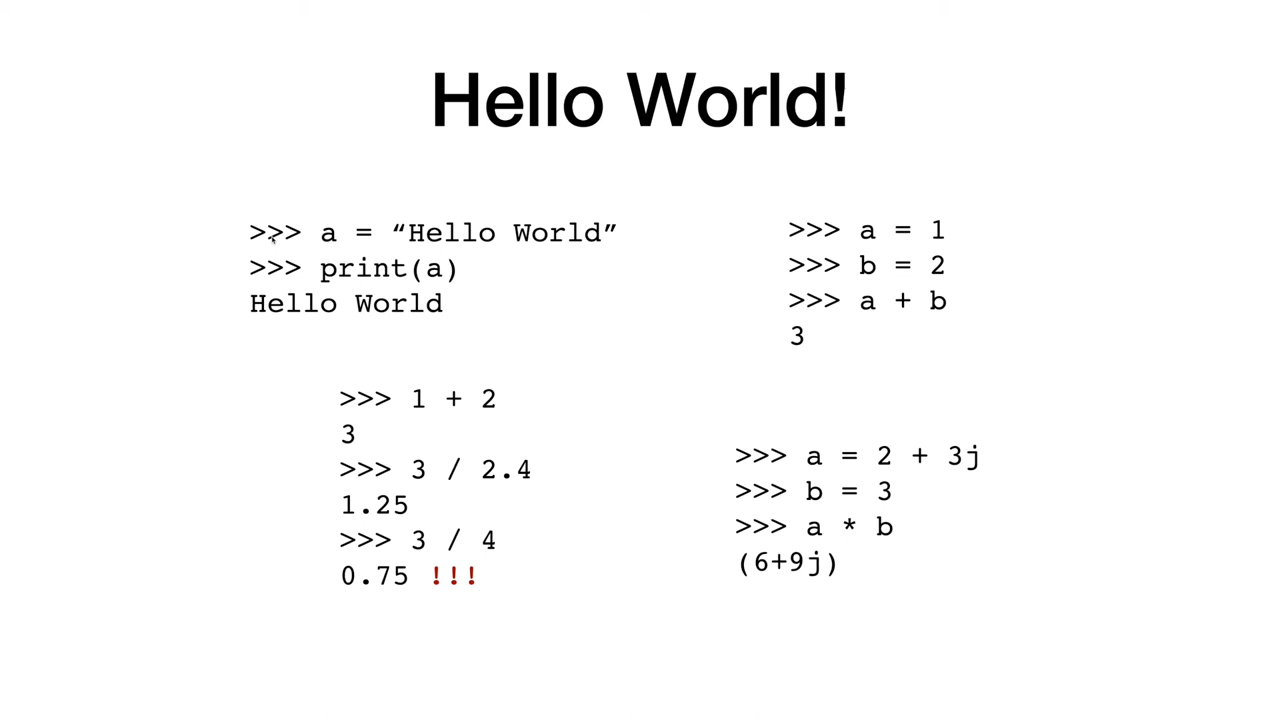 Hello World!
>>> a = “Hello World”
>>> print(a)
Hello World
>>> a = 1
>>> b = 2
>>> a + b
3
>>> 1 + 2
3
>>> 3 / 2.4
1.25
>>> 3 / 4
0.75 !!!
>>> a = 2 + 3j
>>> b = 3
>>> a * b
(6+9j)